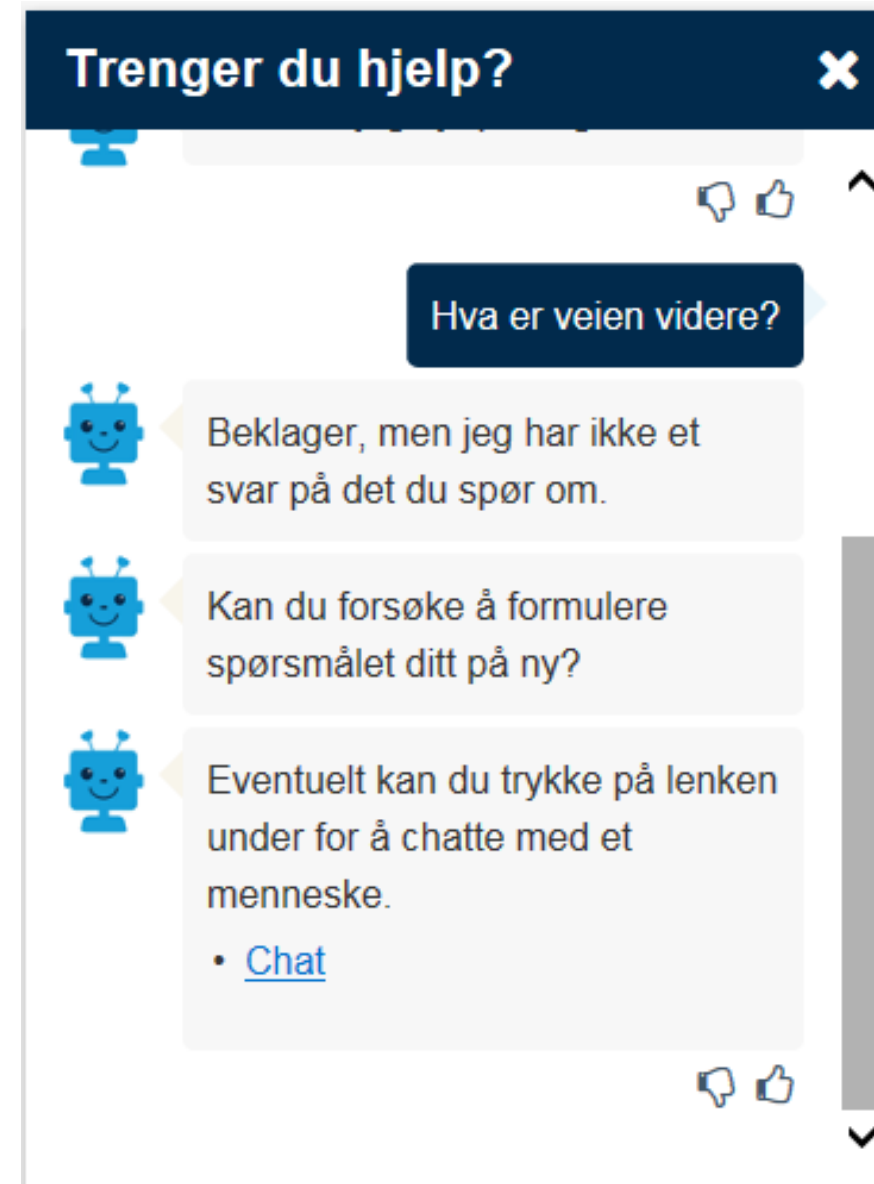 Trenger du hjelp?
Hva er veien videre?
Beklager, men jeg har ikke et
svar på det du spør om.
Kan du forsøke å formulere
spørsmålet ditt på ny?
Eventuelt kan du trykke på lenken
under for å chatte med et
menneske.
• Chat